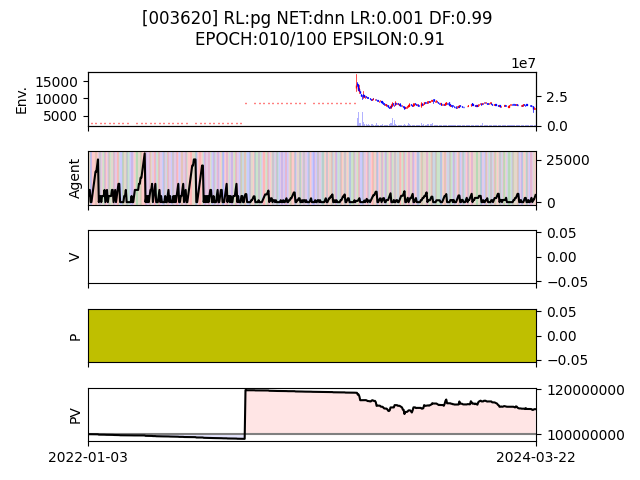 [003620] RL:pg NET:dnn LR:0.001 DF:0.99
EPOCH:010/100 EPSILON:0.91
1e7
Env.
15000
10000
5000
2.5
0.0
Agent
25000
0
V
0.05
0.00
−0.05
P
0.05
0.00
−0.05
PV
120000000
100000000
2022-01-03
2024-03-22